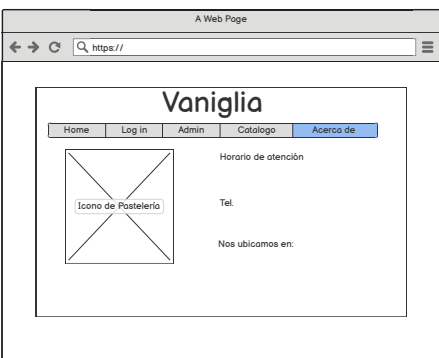 A Web Page
https://
Vaniglia
Home Log in Admin Catalogo Acerca de
Horario de atención
Icono de Pastelería
Tel.
Nos ubicamos en: